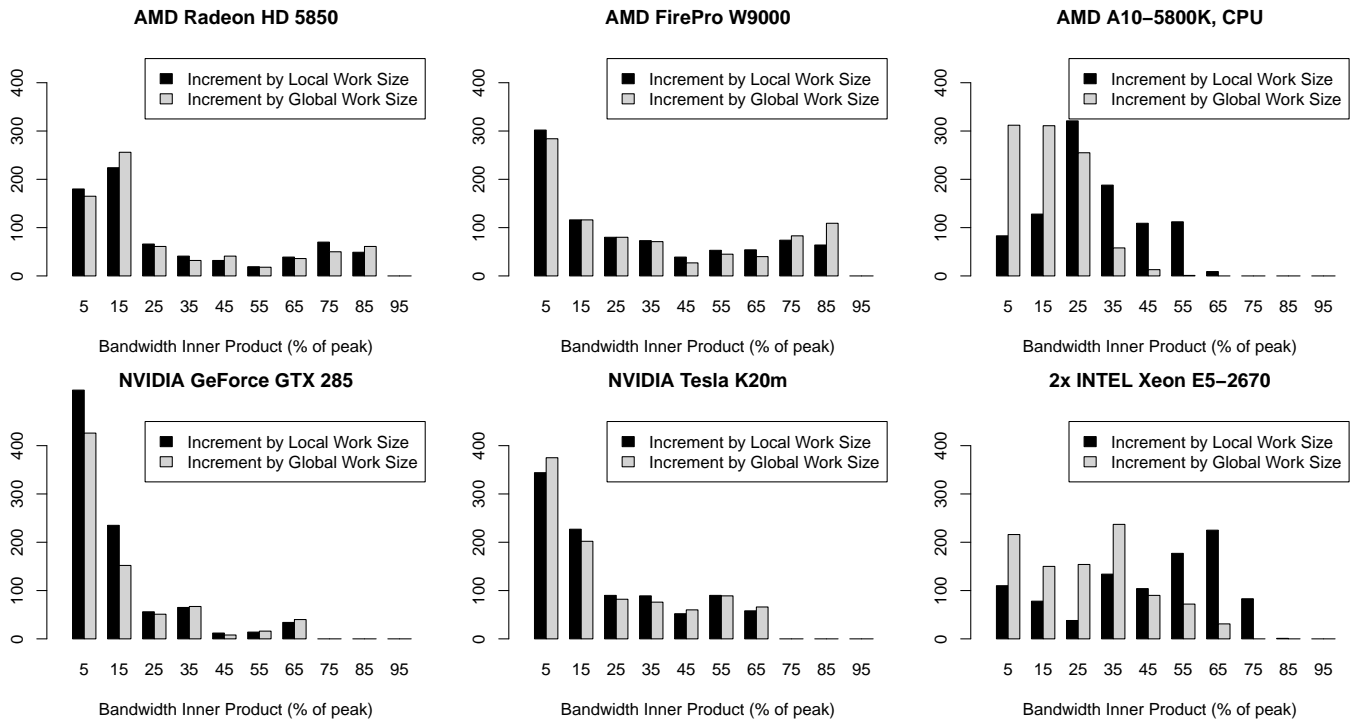 AMD Radeon HD 5850
Increment by Local Work Size
Increment by Global Work Size
0 100 200 300 400
5 15 25 35 45 55 65 75 85 95
Bandwidth Inner Product (% of peak)
AMD FirePro W9000
Increment by Local Work Size
Increment by Global Work Size
0 100 200 300 400
5 15 25 35 45 55 65 75 85 95
Bandwidth Inner Product (% of peak)
AMD A10−5800K, CPU
Increment by Local Work Size
Increment by Global Work Size
0 100 200 300 400
5 15 25 35 45 55 65 75 85 95
Bandwidth Inner Product (% of peak)
NVIDIA GeForce GTX 285
Increment by Local Work Size
Increment by Global Work Size
0 100 200 300 400
5 15 25 35 45 55 65 75 85 95
Bandwidth Inner Product (% of peak)
NVIDIA Tesla K20m
Increment by Local Work Size
Increment by Global Work Size
0 100 200 300 400
5 15 25 35 45 55 65 75 85 95
Bandwidth Inner Product (% of peak)
2x INTEL Xeon E5−2670
Increment by Local Work Size
Increment by Global Work Size
0 100 200 300 400
5 15 25 35 45 55 65 75 85 95
Bandwidth Inner Product (% of peak)